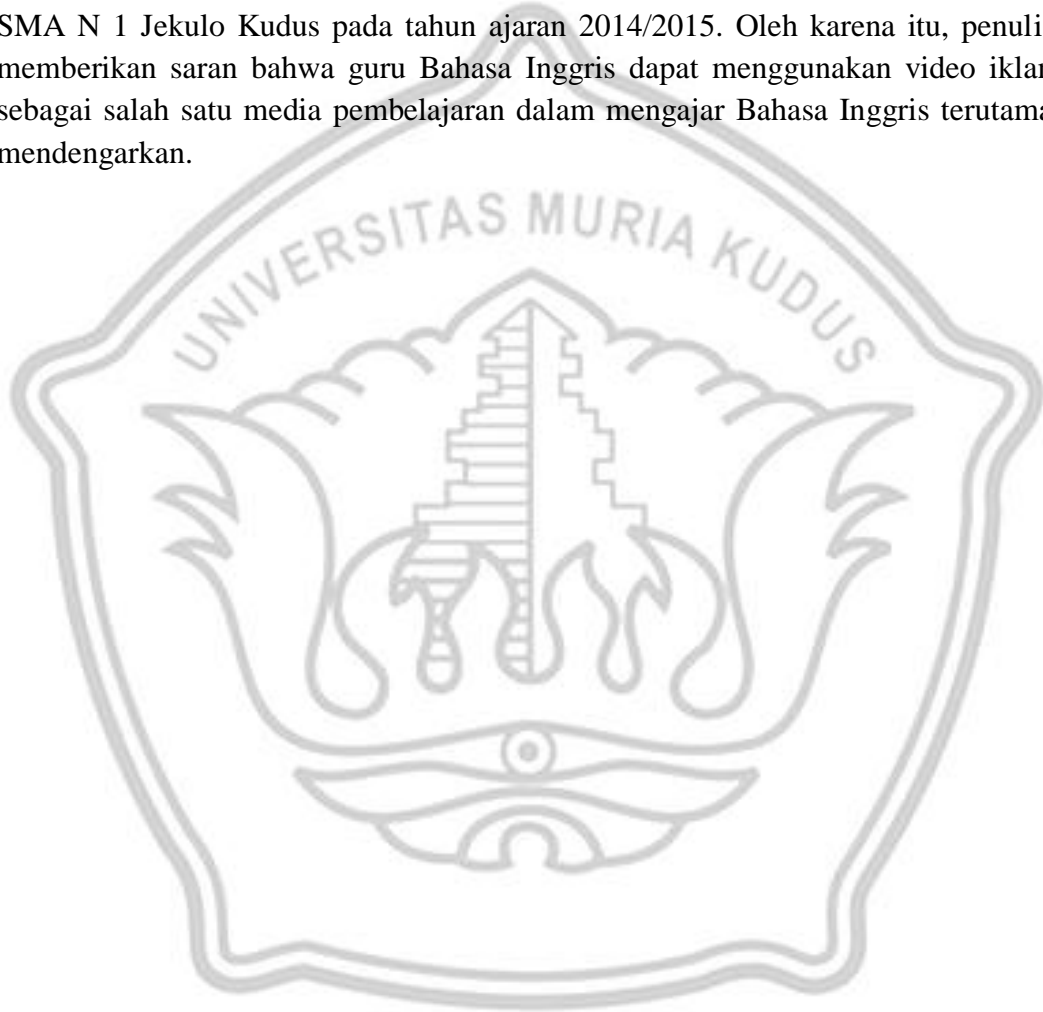 SMA N 1 Jekulo Kudus pada tahun ajaran 2014/2015. Oleh karena itu, penuli
memberikan saran bahwa guru Bahasa Inggris dapat menggunakan video iklan
sebagai salah satu media pembelajaran dalam mengajar Bahasa Inggris terutama
mendengarkan.
UNIVERSITAS MURIA KUDUS